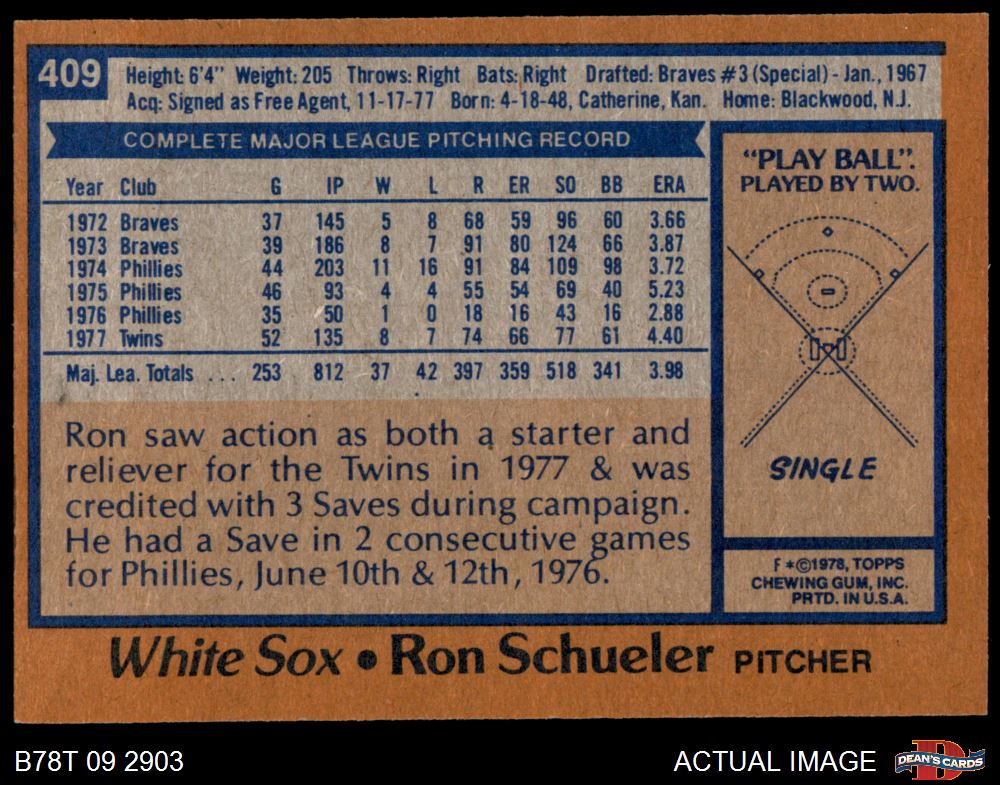 409
Height: 6'4" Weight: 205 Throws: Right Bats: Right Drafted: Braves #3 (Special) - Jan., 1967
Acq: Signed as Free Agent, 11-17-77 Born: 4-18-48, Catherine, Kan. Home: Blackwood, N.J.
COMPLETE MAJOR LEAGUE PITCHING RECORD
Year Club G IP W L R ER SO BB ERA
1972 Braves 37 145 5 8 68 59 96 60 3.66
1973 Braves 39 186 8 7 91 80 124 66 3.87
1974 Phillies 44 203 11 16 91 84 109 98 3.72
1975 Phillies 46 93 4 4 55 54 69 40 5.23
1976 Phillies 35 50 1 0 18 16 43 16 2.88
1977 Twins 52 135 8 7 74 66 77 61 4.40
Maj. Lea. Totals ... 253 812 37 42 397 359 518 341 3.98
Ron saw action as both a starter and
reliever for the Twins in 1977 & was
credited with 3 Saves during campaign.
He had a Save in 2 consecutive games
for Phillies, June 10th & 12th, 1976.
"PLAY BALL".
PLAYED BY TWO.
SINGLE
F*©1978, TOPPS
CHEWING GUM, INC.
PRTD. IN U.S.A.
White Sox • Ron Schueler PITCHER
B78T 09 2903
ACTUAL IMAGE
D
DEAN'S CARDS